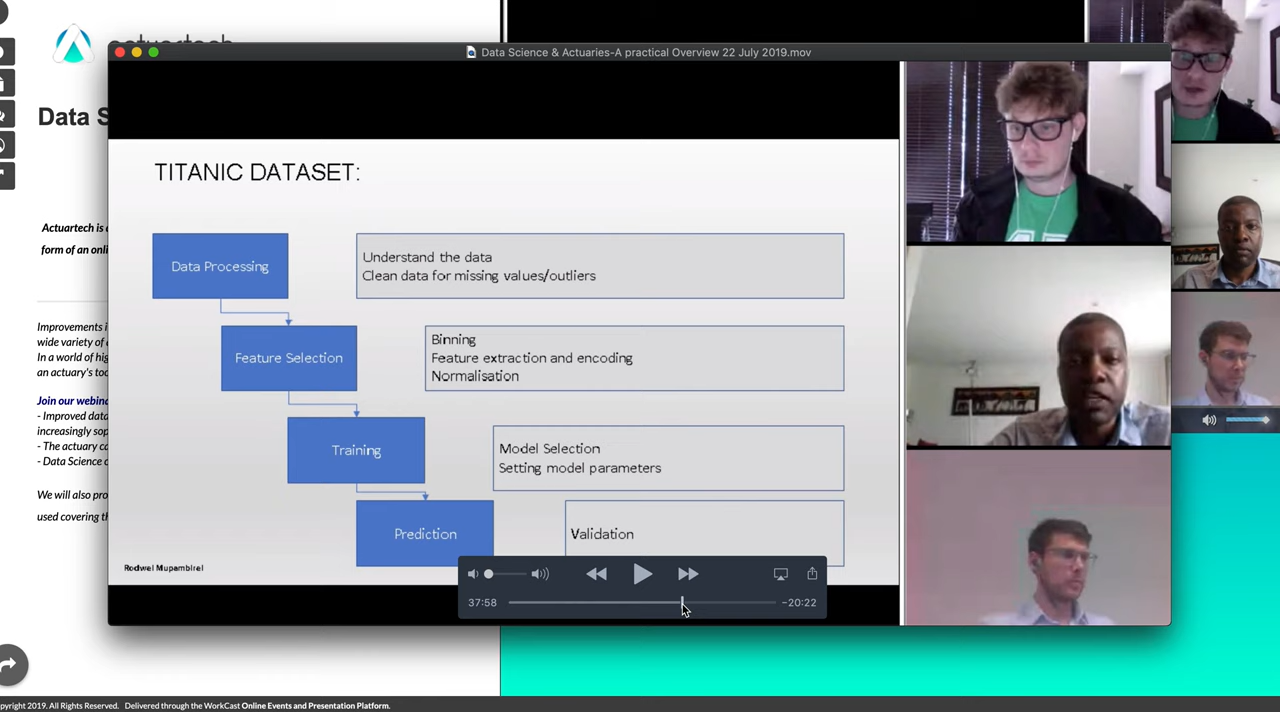 Data Science & Actuaries-A practical Overview 22 July 2019.mov
Data S
Actuartech is
form of an onli
Improvements i
wide variety of
In a world of hig
an actuary's too
Join our webina
- Improved data
increasingly sop
- The actuary ca
- Data Science c
We will also pro
used covering th
TITANIC DATASET:
Data Processing
Understand the data
Clean data for missing values/outliers
Feature Selection
Binning
Feature extraction and encoding
Normalisation
Training
Model Selection
Setting model parameters
Prediction
Validation
Rodwel Mupambirel
37:58
-20:22
pyright 2019. All Rights Reserved. Delivered through the WorkCast Online Events and Presentation Platform.